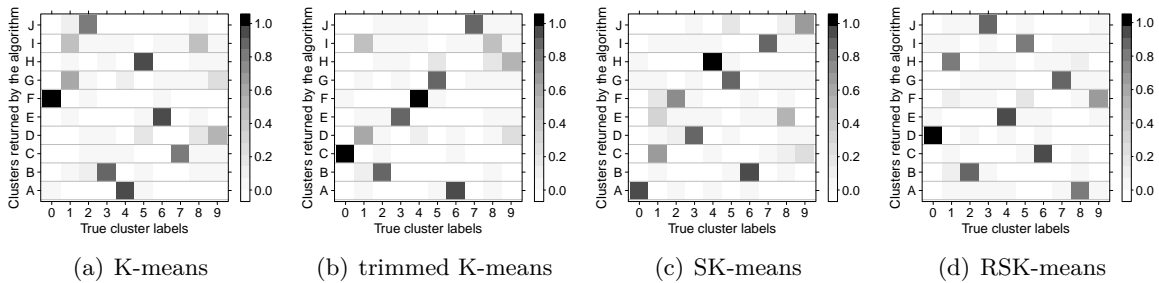 Clusters returned by the algorithm
J
I
H
G
F
E
D
C
B
A
0 1 2 3 4 5 6 7 8 9
True cluster labels
1.0
0.8
0.6
0.4
0.2
0.0
(a) K-means
Clusters returned by the algorithm
J
I
H
G
F
E
D
C
B
A
0 1 2 3 4 5 6 7 8 9
True cluster labels
1.0
0.8
0.6
0.4
0.2
0.0
(b) trimmed K-means
Clusters returned by the algorithm
J
I
H
G
F
E
D
C
B
A
0 1 2 3 4 5 6 7 8 9
True cluster labels
1.0
0.8
0.6
0.4
0.2
0.0
(c) SK-means
Clusters returned by the algorithm
J
I
H
G
F
E
D
C
B
A
0 1 2 3 4 5 6 7 8 9
True cluster labels
1.0
0.8
0.6
0.4
0.2
0.0
(d) RSK-means